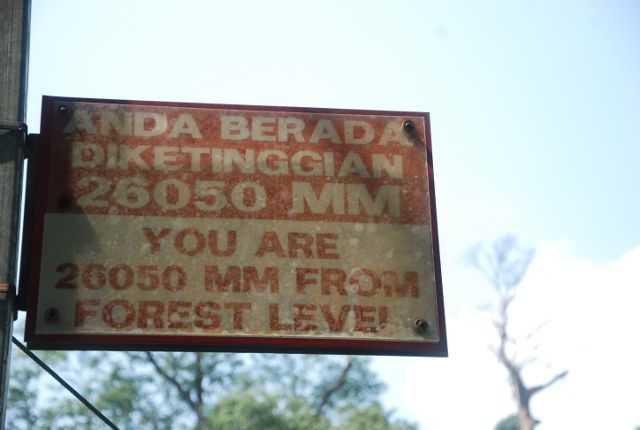 ANDA BERADA
DIKETINGGIAN
26050 MM
YOU ARE
26050 MM FROM
FOREST LEVEL